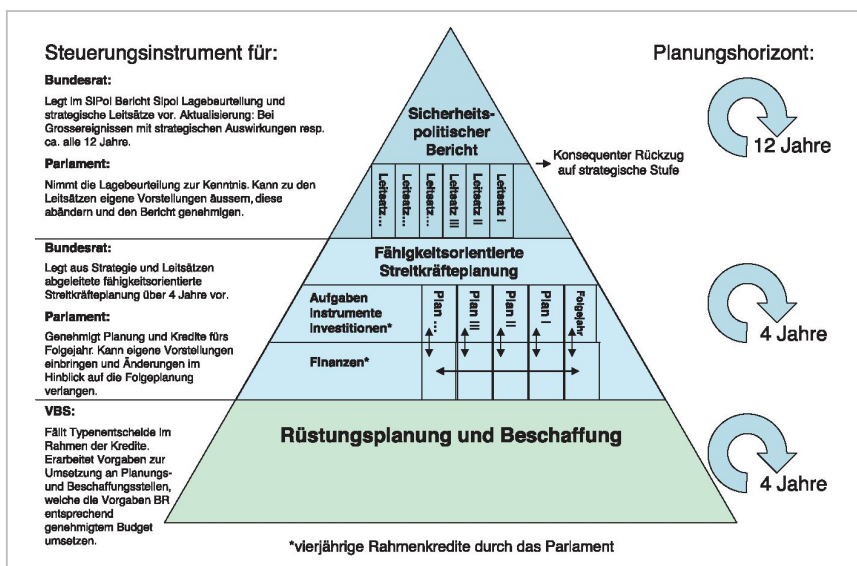 Steuerungsinstrument für:
Bundesrat:
Legt im SIPol Bericht Sipol Lagebeurteilung und
strategische Leitsätze vor. Aktualisierung: Bei
Grossereignissen mit strategischen Auswirkungen resp.
ca. alle 12 Jahre.
Parlament:
Nimmt die Lagebeurteilung zur Kenntnis. Kann zu den
Leitsätzen eigene Vorstellungen äussern, diese
abändern und den Bericht genehmigen.
Bundesrat:
Legt aus Strategie und Leitsätzen
abgeleitete fähigkeitsorientierte
Streitkräfteplanung über 4 Jahre vor.
Parlament:
Genehmigt Planung und Kredite fürs
Folgejahr. Kann eigene Vorstellungen
einbringen und Änderungen im
Hinblick auf die Folgeplanung
verlangen.
VBS:
Fällt Typenentscheide im
Rahmen der Kredite.
Erarbeitet Vorgaben zur
Umsetzung an Planungs-
und Beschaffungsstellen,
welche die Vorgaben BR
entsprechend
genehmigtem Budget
umsetzen.
Sicherheits-
politischer
Bericht
Leitsatz...
Leitsatz...
Leitsatz...
Leitsatz III
Leitsatz II
Leitsatz I
Konsequenter Rückzug
auf strategische Stufe
Fähigkeitsorientierte
Streitkräfteplanung
Aufgaben
Instrumente
Investitionen*
Plan ...
Plan III
Plan II
Plan I
Folgejahr
Finanzen*
Rüstungsplanung und Beschaffung
*vierjährige Rahmenkredite durch das Parlament
Planungshorizont:
12 Jahre
4 Jahre
4 Jahre